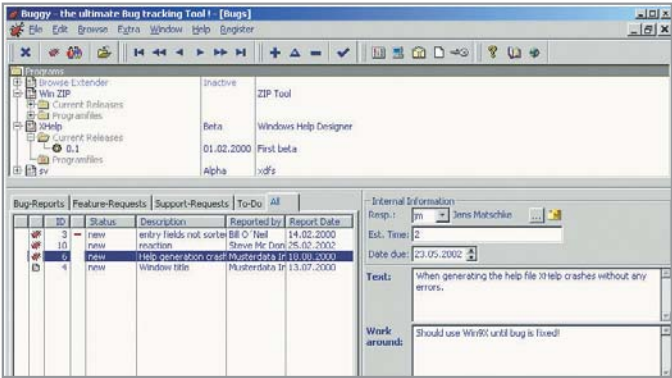 Buggy - the ultimate Bug tracking Tool ! - [Bugs]
File Edit Browse Extra Window Help Register
Programs
Browse Extender Inactive
Win ZIP ZIP Tool
Current Releases
Programfiles
XHelp Beta Windows Help Designer
Current Releases
0.1 01.02.2000 First beta
Programfiles
sv Alpha xdfs
Bug-Reports Feature-Requests Support-Requests To-Do All
ID Status Description Reported by Report Date
3 new entry fields not sorte Bill O´Neil 14.02.2000
10 new reaction Steve Mc Don 25.02.2002
6 new Help generation crash Musterdata In 18.08.2000
4 new Window title Musterdata In 13.07.2000
Internal Information
Resp.: jm Jens Matschke ...
Est. Time: 2
Date due: 23.05.2002
Text: When generating the help file XHelp crashes without any
errors.
Work
around: Should use Win9X until bug is fixed!